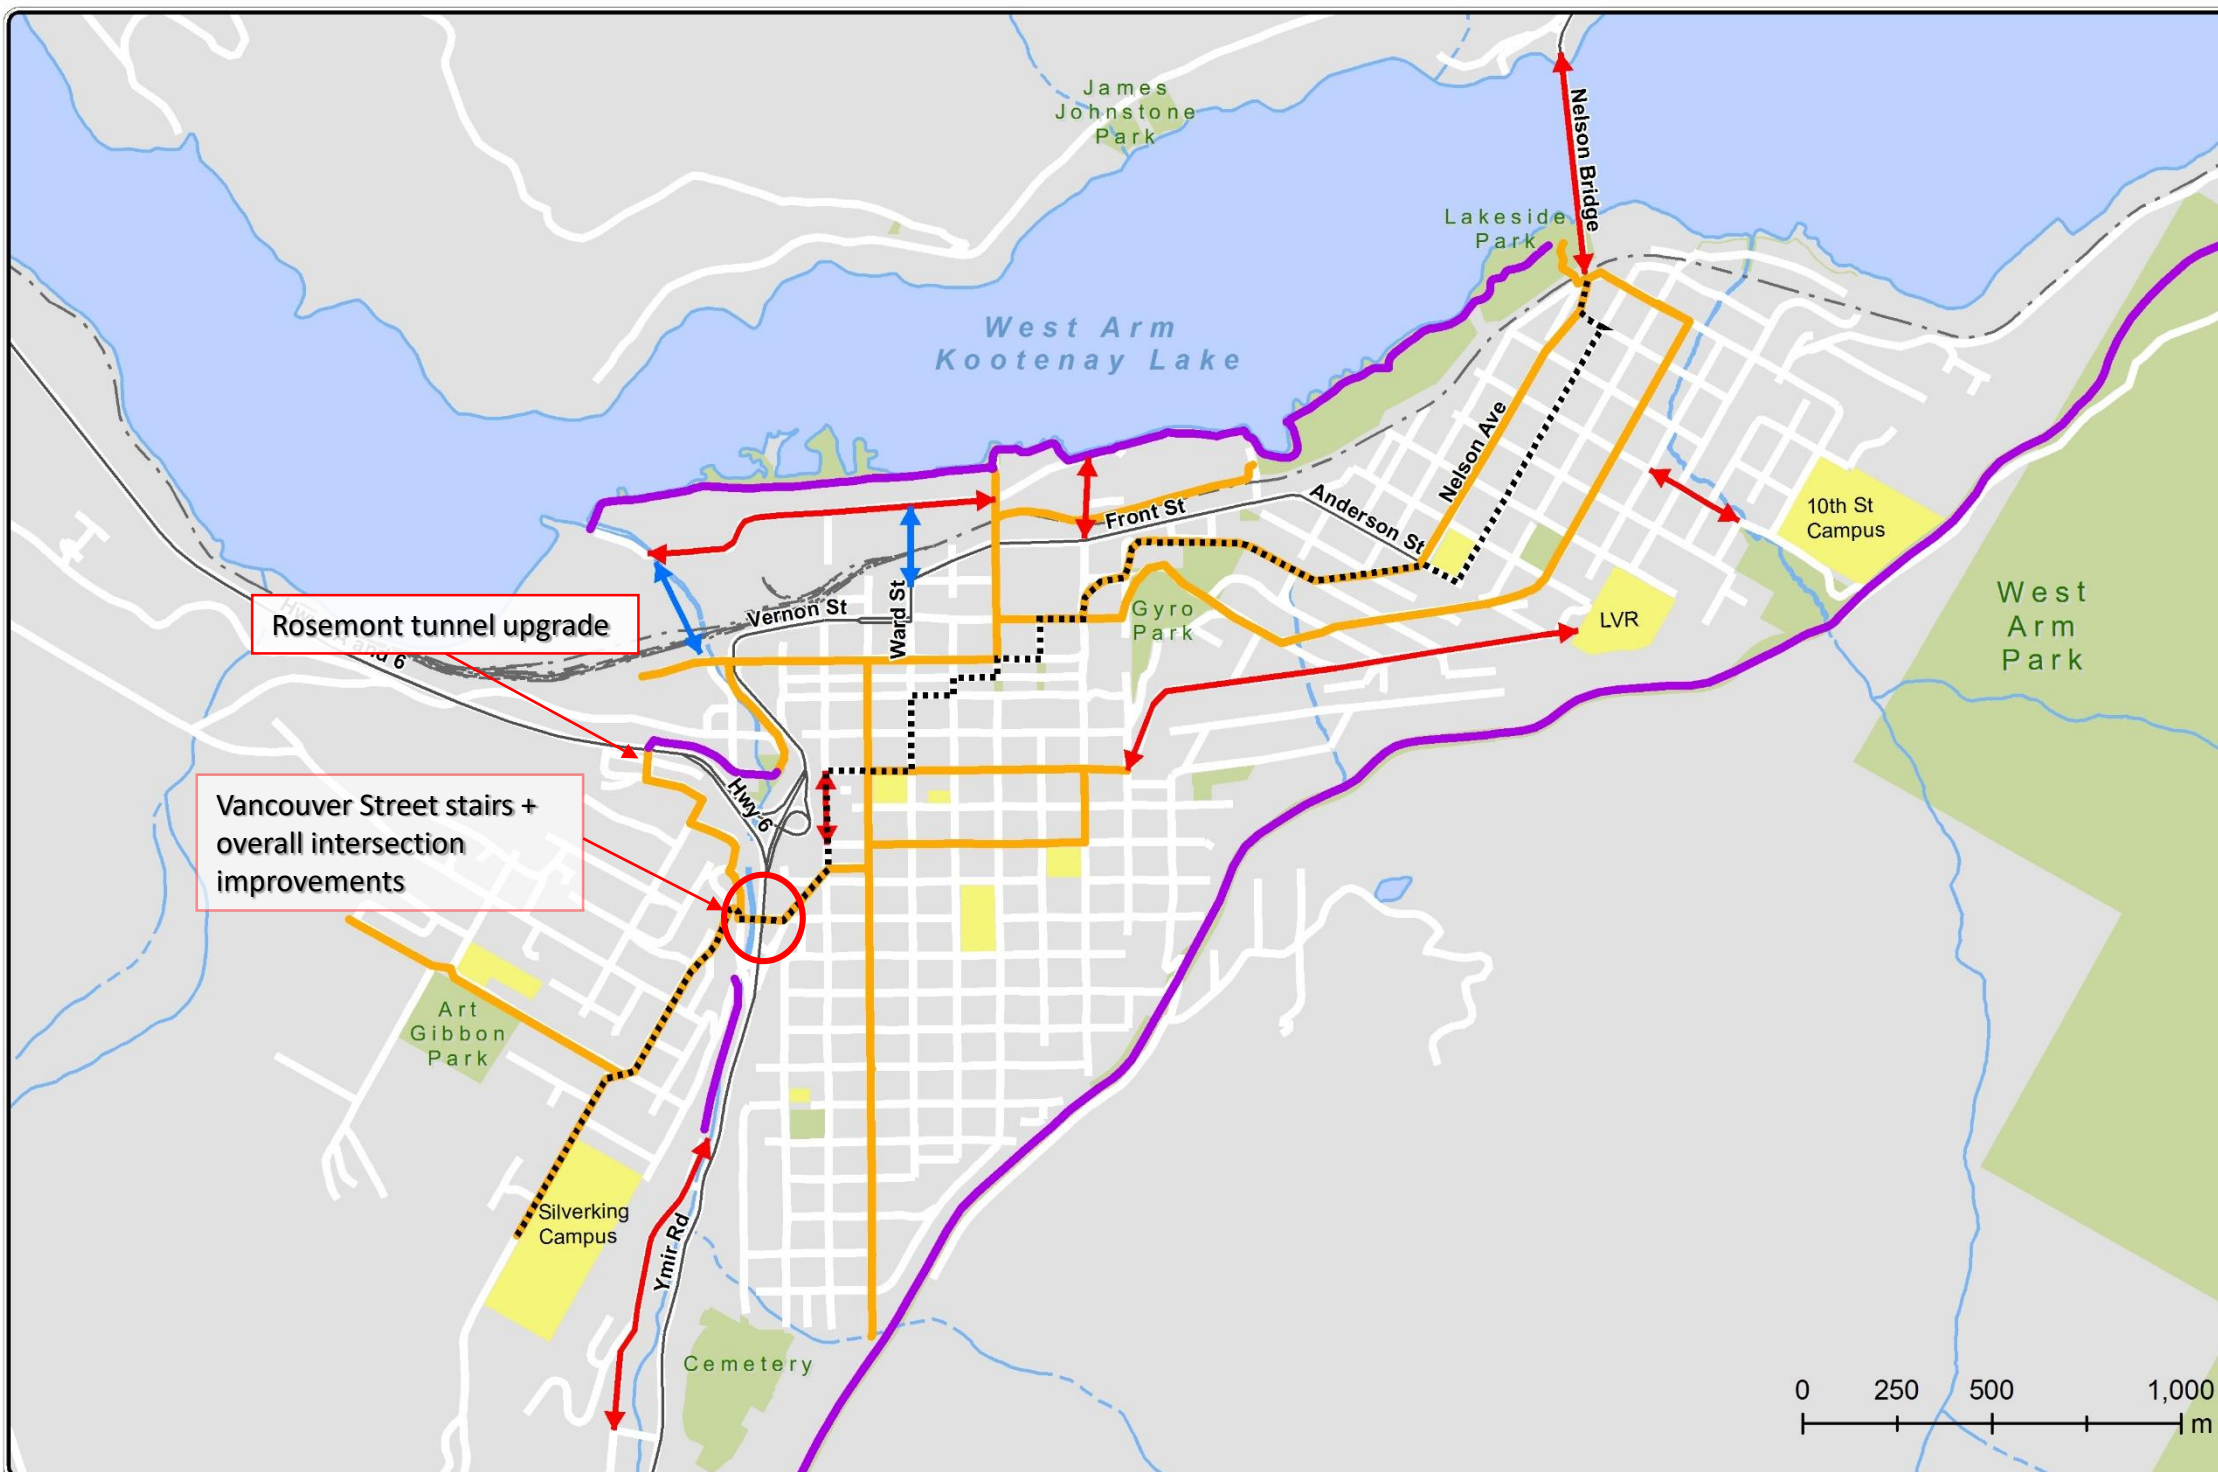 James
Johnstone
Park
Nelson Bridge
Lakeside
Park
West Arm
Kootenay Lake
Nelson Ave
Anderson St
Front St
10th St
Campus
Ward St
Vernon St
Gyro
Park
LVR
West
Arm
Park
Rosemont tunnel upgrade
and 6
Hwy 6
Vancouver Street stairs +
overall intersection
improvements
Art
Gibbon
Park
Silverking
Campus
Ymir Rd
Cemetery
0 250 500 1,000
m